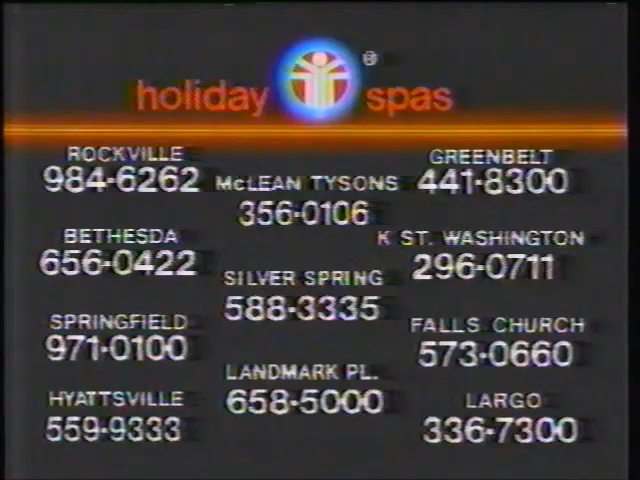 holiday ® spas
ROCKVILLE
984-6262
BETHESDA
656-0422
SPRINGFIELD
971-0100
HYATTSVILLE
559-9333
McLEAN TYSONS
356-0106
SILVER SPRING
588-3335
LANDMARK PL.
658-5000
GREENBELT
441-8300
K ST. WASHINGTON
296-0711
FALLS CHURCH
573-0660
LARGO
336-7300